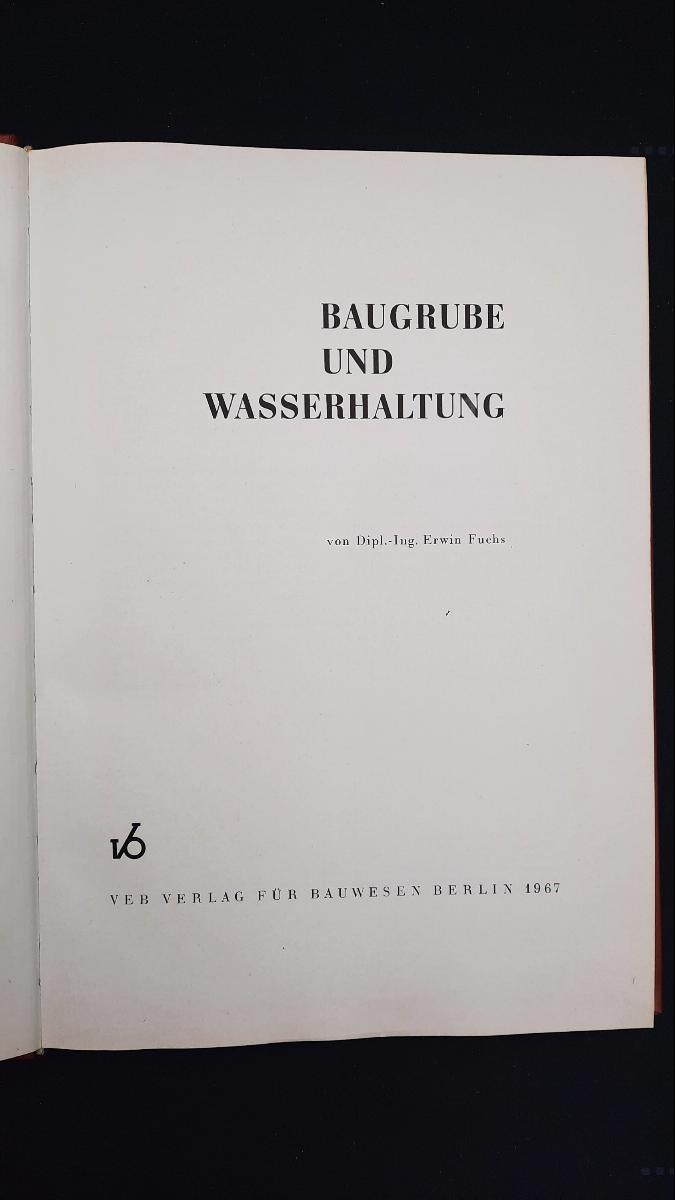 BAUGRUBE
UND
WASSERHALTUNG
von Dipl.-Ing. Erwin Fuchs
VEB VERLAG FÜR BAUWESEN BERLIN 1967